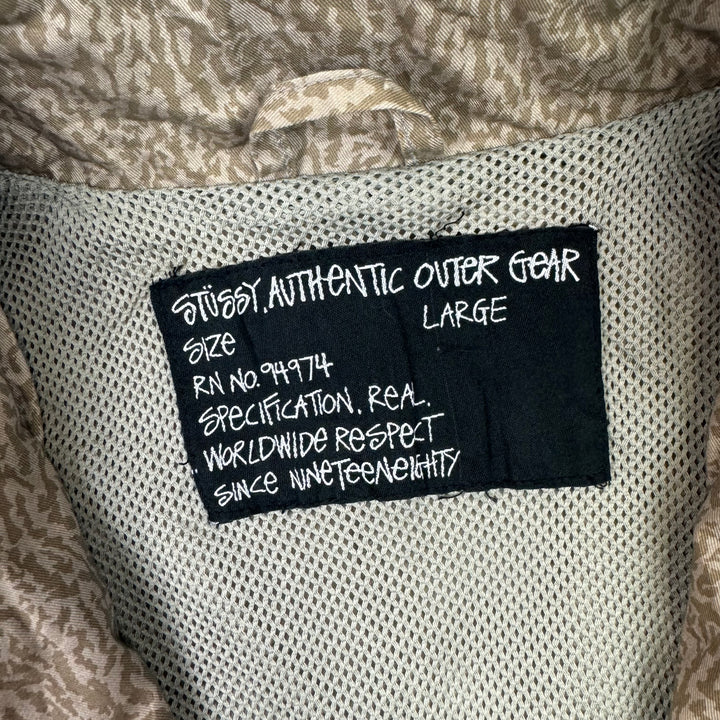 STÜSSY, AUTHENTIC OUTER GEAR
SIZE LARGE
RN NO. 94974
SPECIFICATION. REAL.
WORLDWIDE RESPECT
SINCE NINETEENEIGHTY